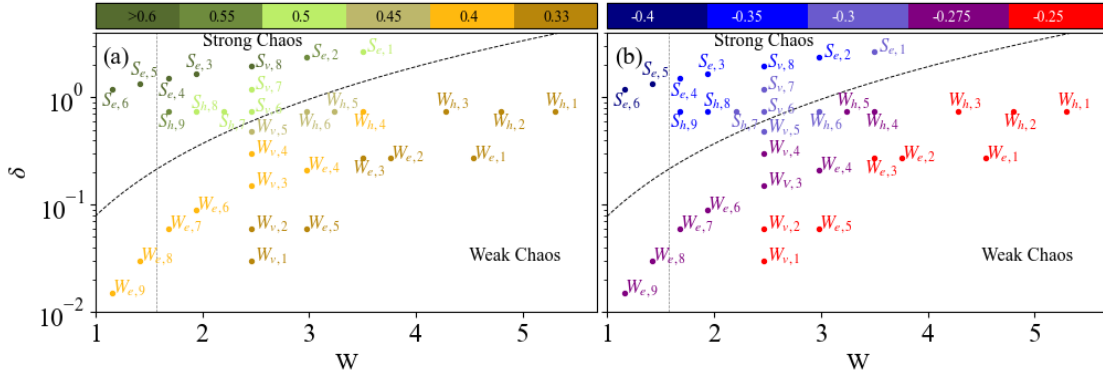 >0.6 0.55 0.5 0.45 0.4 0.33
-0.4 -0.35 -0.3 -0.275 -0.25
(a) Strong Chaos
S_{e,1}
S_{e,2}
S_{v,8}
S_{e,3}
S_{e,5}
S_{e,4}
S_{e,6}
S_{v,7}
S_{h,8}
S_{v,6}
S_{h,7}
S_{h,9}
W_{h,5}
W_{h,3}
W_{h,1}
W_{h,6}
W_{h,4}
W_{h,2}
W_{v,5}
W_{v,4}
W_{e,2}
W_{e,1}
W_{e,3}
W_{e,4}
W_{v,3}
W_{e,6}
W_{e,7}
W_{v,2}
W_{e,5}
W_{v,8}
W_{v,1}
Weak Chaos
W_{e,9}
10^0
10^{-1}
10^{-2}
δ
1 2 3 4 5
W
(b) Strong Chaos
S_{e,1}
S_{e,2}
S_{v,8}
S_{e,3}
S_{e,5}
S_{e,4}
S_{e,6}
S_{v,7}
S_{h,8}
S_{v,6}
S_{h,7}
S_{h,9}
W_{h,5}
W_{h,3}
W_{h,1}
W_{h,6}
W_{h,4}
W_{h,2}
W_{v,5}
W_{v,4}
W_{e,2}
W_{e,1}
W_{e,3}
W_{e,4}
W_{V,3}
W_{e,6}
W_{e,7}
W_{v,2}
W_{e,5}
W_{e,8}
W_{v,1}
Weak Chaos
W_{e,9}
1 2 3 4 5
W